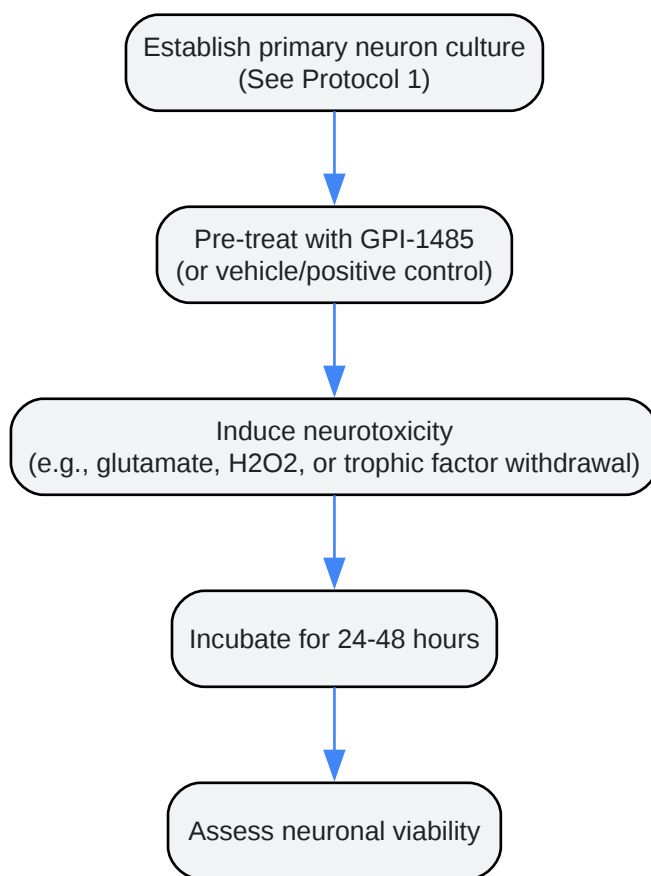 Establish primary neuron culture
(See Protocol 1)
Pre-treat with GPI-1485
(or vehicle/positive control)
Induce neurotoxicity
(e.g., glutamate, H2O2, or trophic factor withdrawal)
Incubate for 24-48 hours
Assess neuronal viability